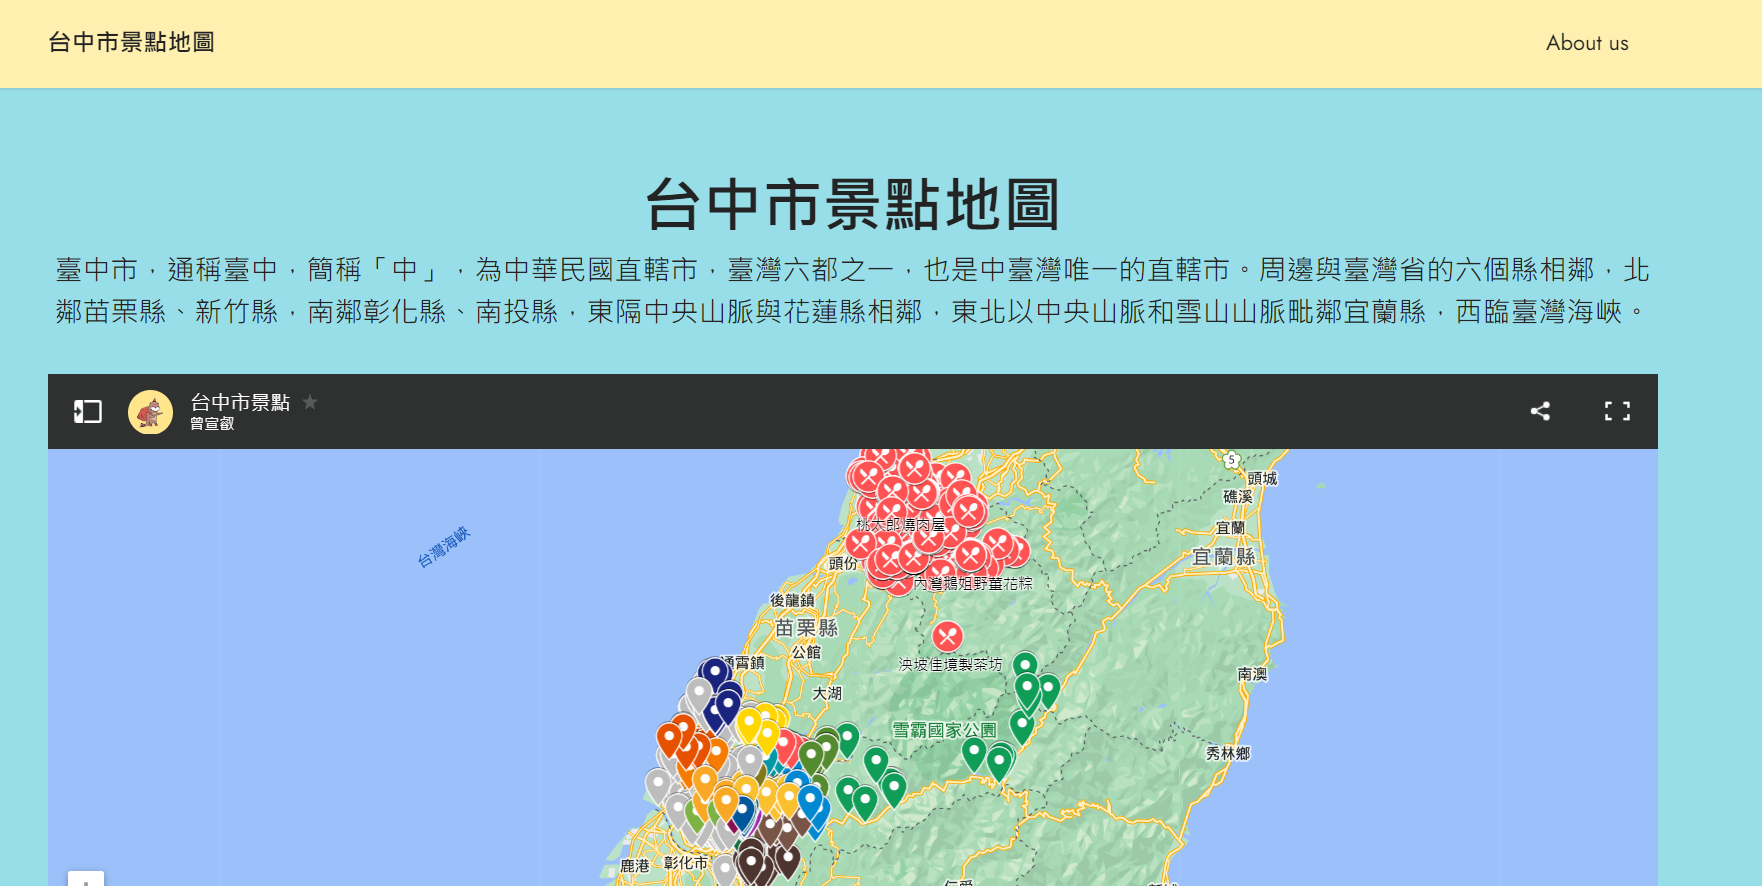 台中市景點地圖
About us
台中市景點地圖
臺中市，通稱臺中，簡稱「中」，為中華民國直轄市，臺灣六都之一，也是中臺灣唯一的直轄市。周邊與臺灣省的六個縣相鄰，北
鄰苗栗縣、新竹縣，南鄰彰化縣、南投縣，東隔中央山脈與花蓮縣相鄰，東北以中央山脈和雪山山脈毗鄰宜蘭縣，西臨臺灣海峽。
台中市景點
曾宣叡
5
頭城
礁溪
桃太郎燒肉屋
宜蘭
台灣海峽
宜蘭縣
頭份
內灣鵝姐野薑花粽
後龍鎮
苗栗縣
公館
通霄鎮
泱坡佳境製茶坊
南澳
大湖
雪霸國家公園
秀林鄉
鹿港
彰化市
仁愛